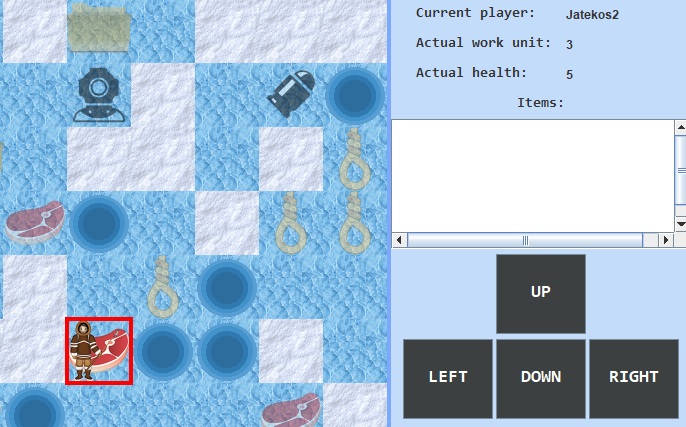 Current player: Jatekos2
Actual work unit: 3
Actual health: 5
Items:
UP
LEFT DOWN RIGHT